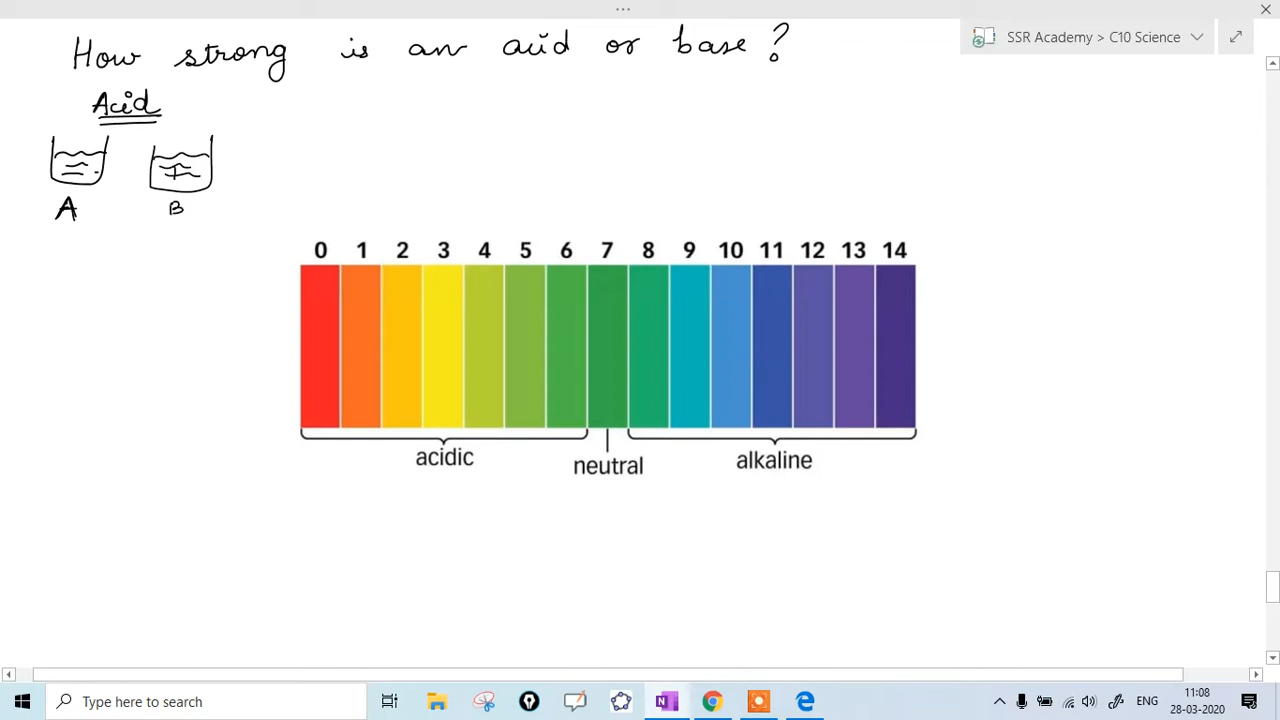 How strong is an acid or base?
SSR Academy > C10 Science
Acid
A B
0 1 2 3 4 5 6 7 8 9 10 11 12 13 14
acidic
neutral
alkaline
Type here to search
ENG
11:08
28-03-2020